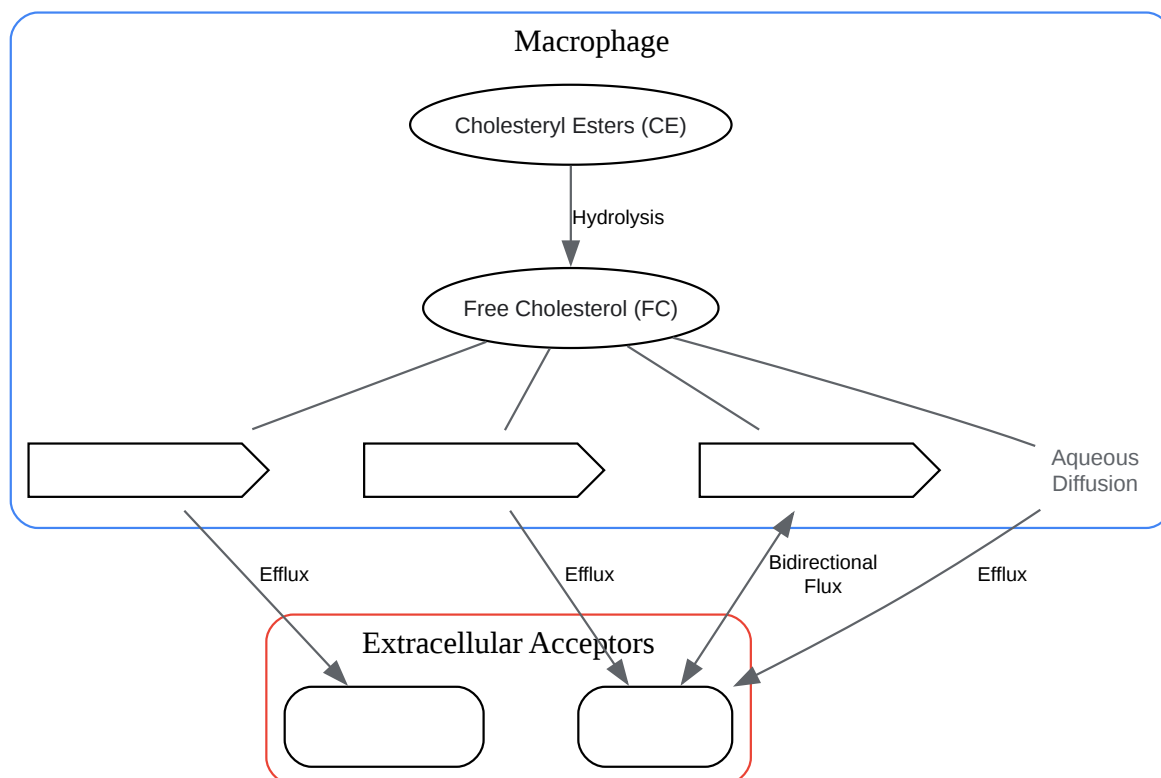 Macrophage
Cholesteryl Esters (CE)
Hydrolysis
Free Cholesterol (FC)
Aqueous
Diffusion
Efflux
Efflux
Bidirectional
Flux
Efflux
Extracellular Acceptors